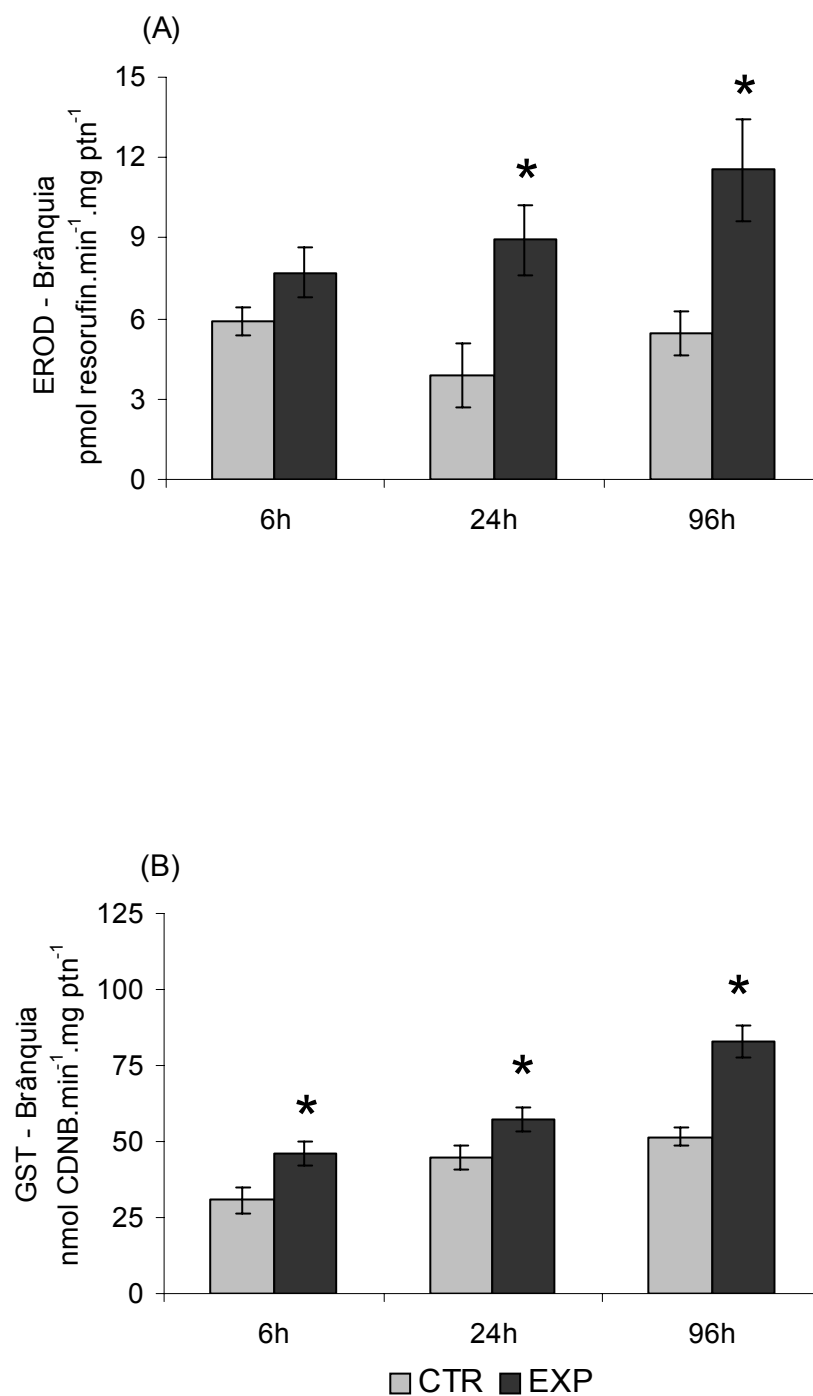 (A)
EROD - Brânquia
pmol resorufin.min⁻¹.mg ptn⁻¹
15
12
9
6
3
0
*
*
6h 24h 96h
(B)
GST - Brânquia
nmol CDNB.min⁻¹.mg ptn⁻¹
125
100
75
50
25
0
*
*
*
6h 24h 96h
CTR EXP